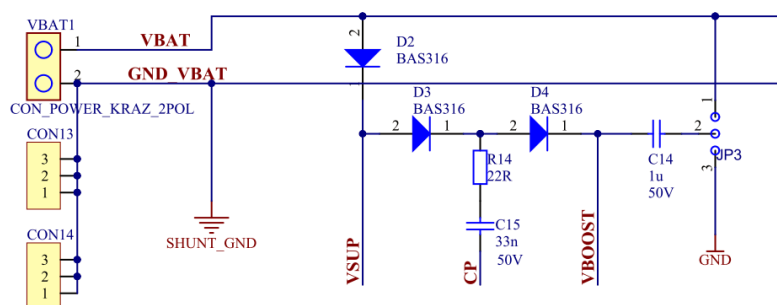 VBAT1
1
VBAT
2
GND_VBAT
CON_POWER_KRAZ_2POL
CON13
3
2
1
CON14
3
2
1
SHUNT_GND
2
D2
BAS316
1
D3
BAS316
2
1
D4
BAS316
2
1
R14
22R
C15
33n
50V
VSUP
CP
VBOOST
C14
1u
50V
1
2
3
JP3
GND